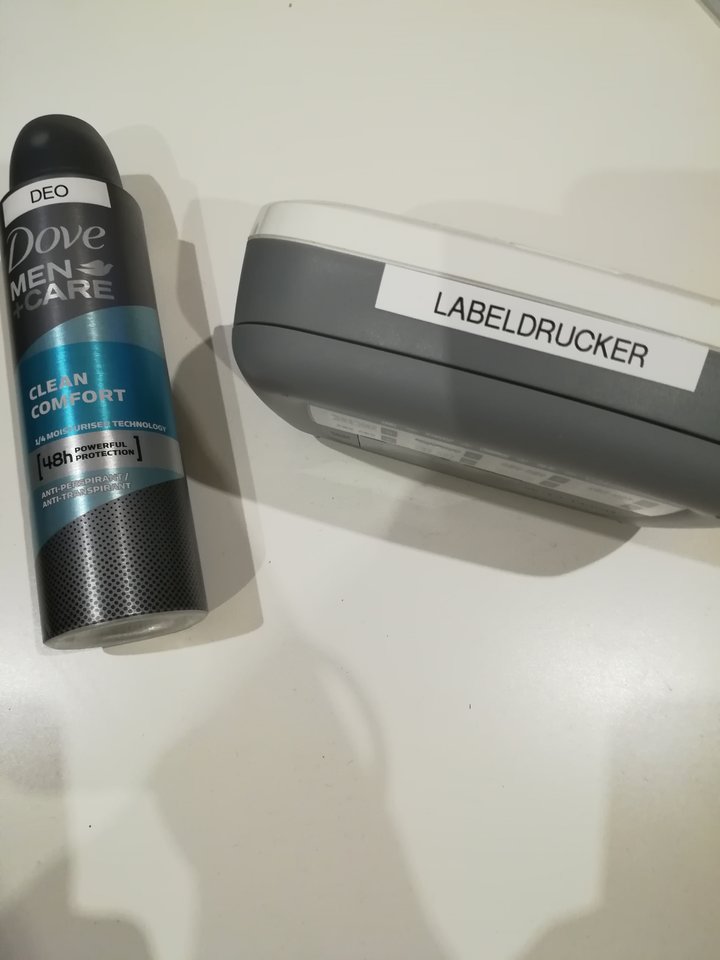 DEO
Dove
MEN
+CARE
CLEAN
COMFORT
1/4 MOISTURISER TECHNOLOGY
[48h POWERFUL
PROTECTION]
ANTI-PERSPIRANT/
ANTI-TRANSPIRANT
LABELDRUCKER